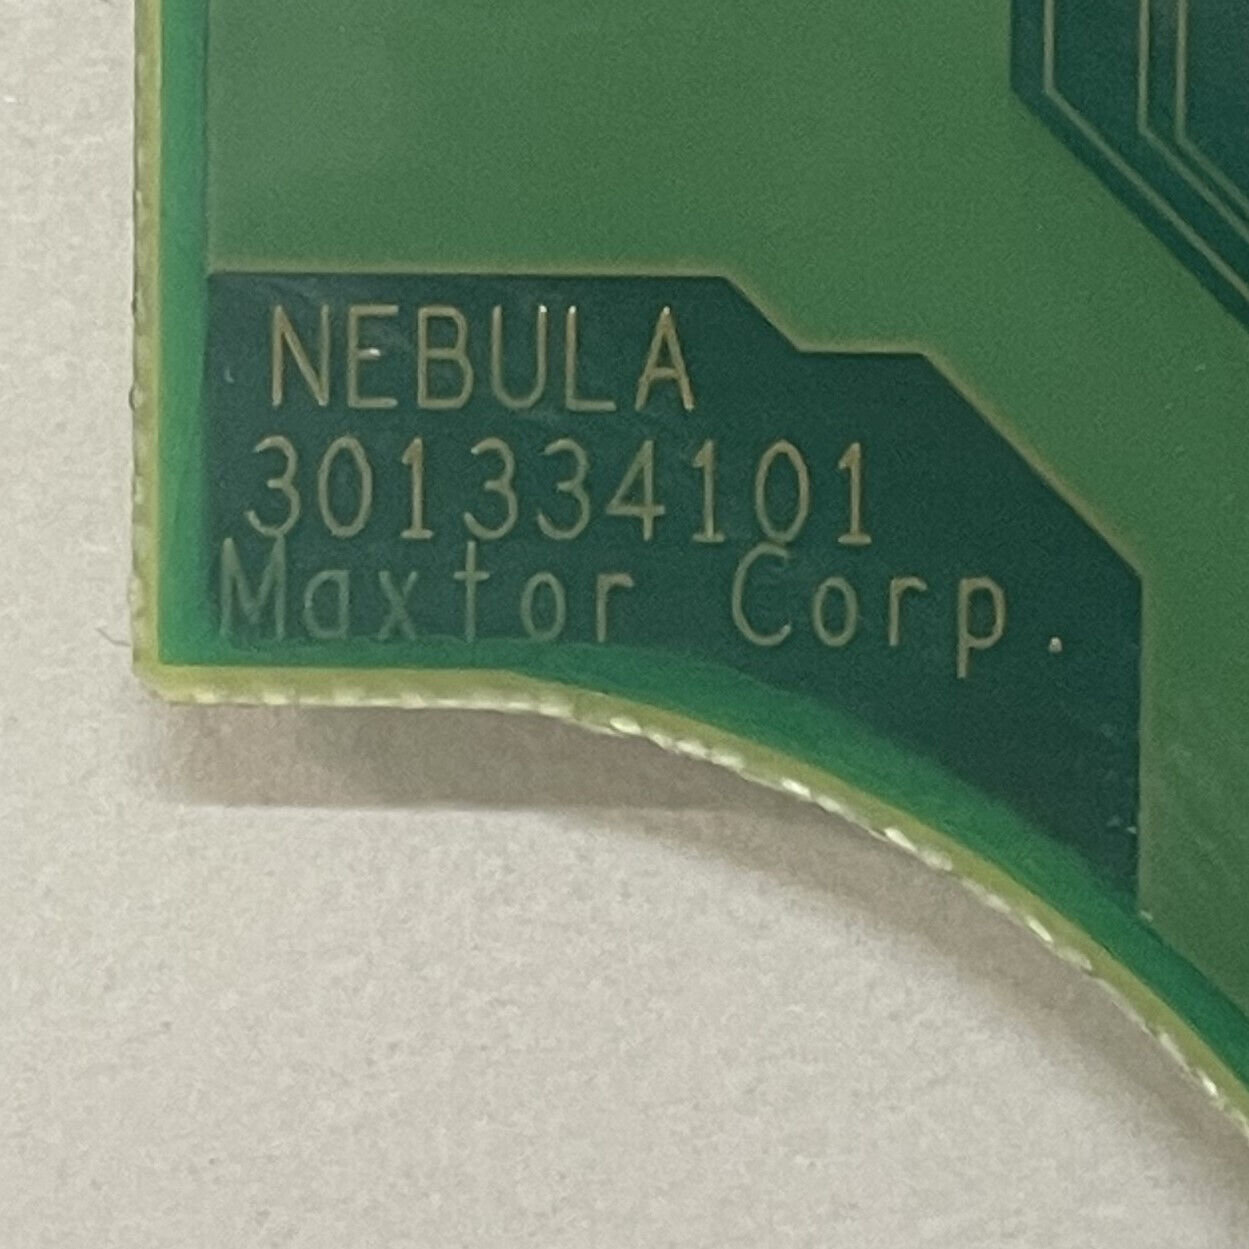 NEBULA
301334101
Maxtor Corp.